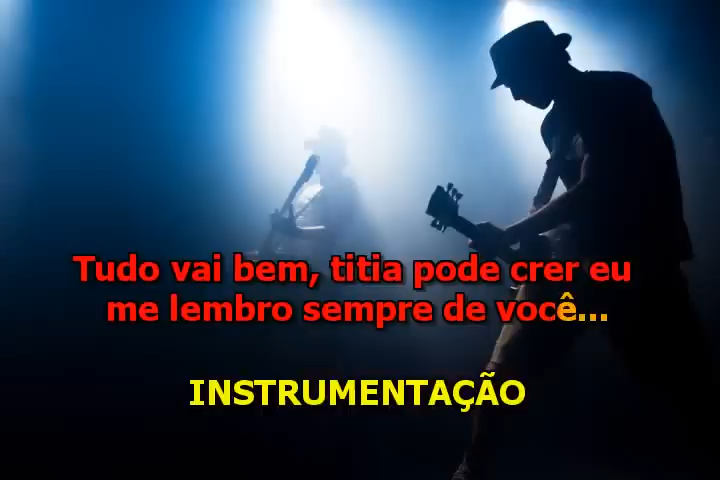 Tudo vai bem, titia pode crer eu
me lembro sempre de você...
INSTRUMENTAÇÃO